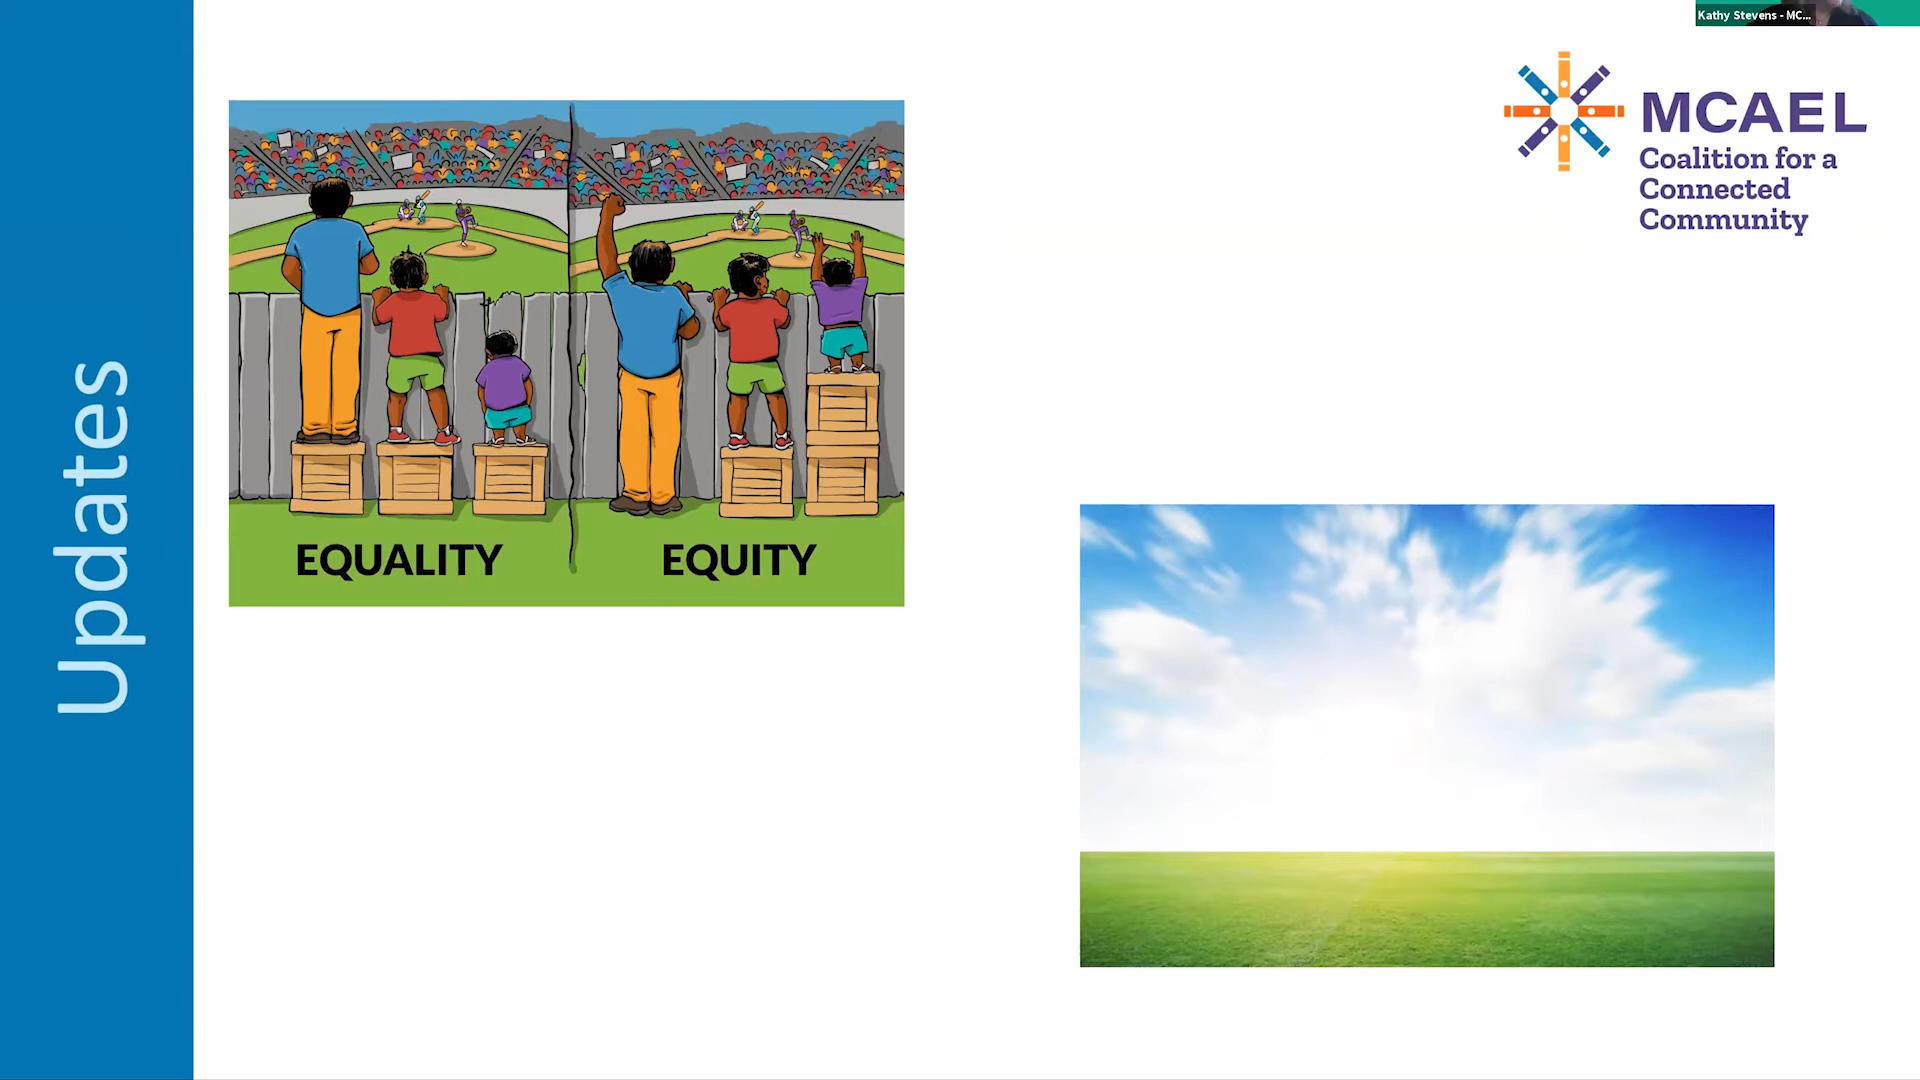 Kathy Stevens - MC...
MCAEL
Coalition for a
Connected
Community
Updates
EQUALITY
EQUITY